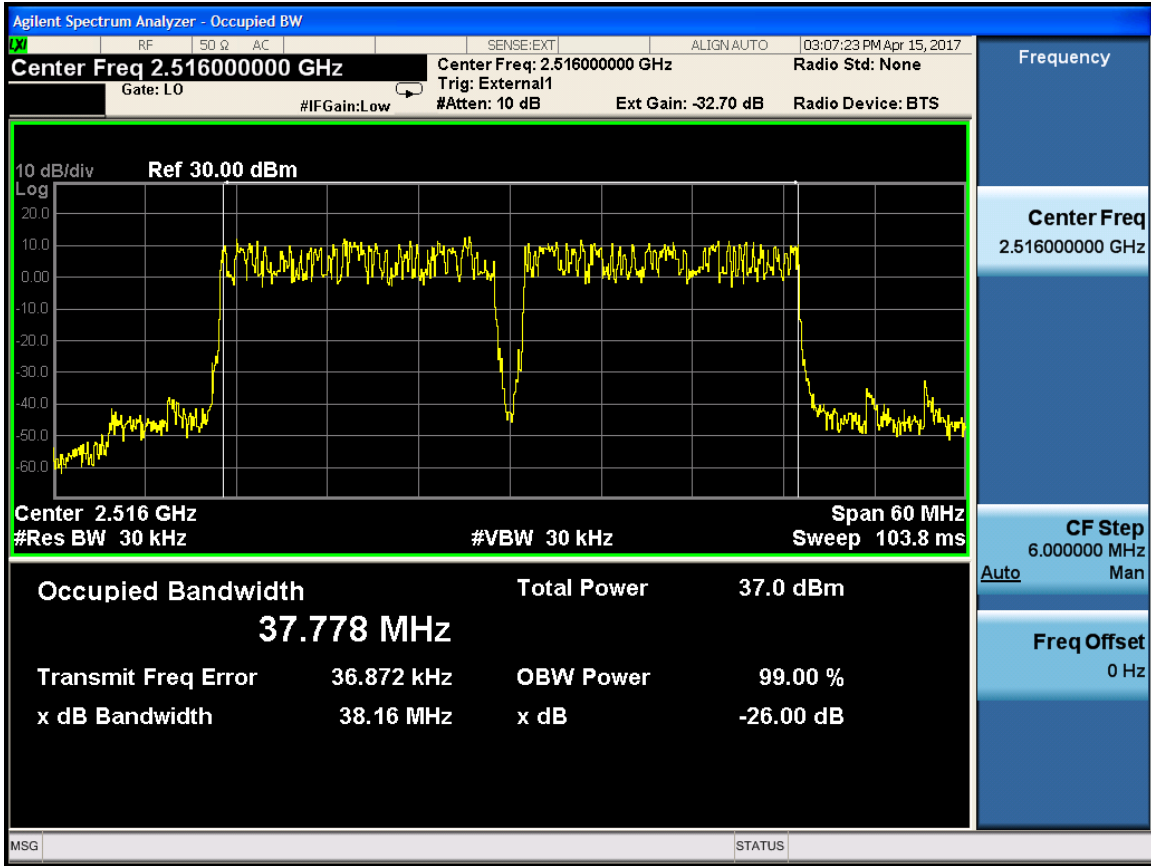 Agilent Spectrum Analyzer - Occupied BW
LXI RF 50 Ω AC SENSE:EXT ALIGN AUTO 03:07:23 PM Apr 15, 2017
Center Freq 2.516000000 GHz
Center Freq: 2.516000000 GHz
Radio Std: None
Gate: LO
Trig: External1
#IFGain:Low
#Atten: 10 dB
Ext Gain: -32.70 dB
Radio Device: BTS
10 dB/div Ref 30.00 dBm
Log
20.0
10.0
0.00
-10.0
-20.0
-30.0
-40.0
-50.0
-60.0
Center 2.516 GHz Span 60 MHz
#Res BW 30 kHz #VBW 30 kHz Sweep 103.8 ms
Occupied Bandwidth Total Power 37.0 dBm
37.778 MHz
Transmit Freq Error 36.872 kHz OBW Power 99.00 %
x dB Bandwidth 38.16 MHz x dB -26.00 dB
Frequency
Center Freq
2.516000000 GHz
CF Step
6.000000 MHz
Auto Man
Freq Offset
0 Hz
MSG STATUS